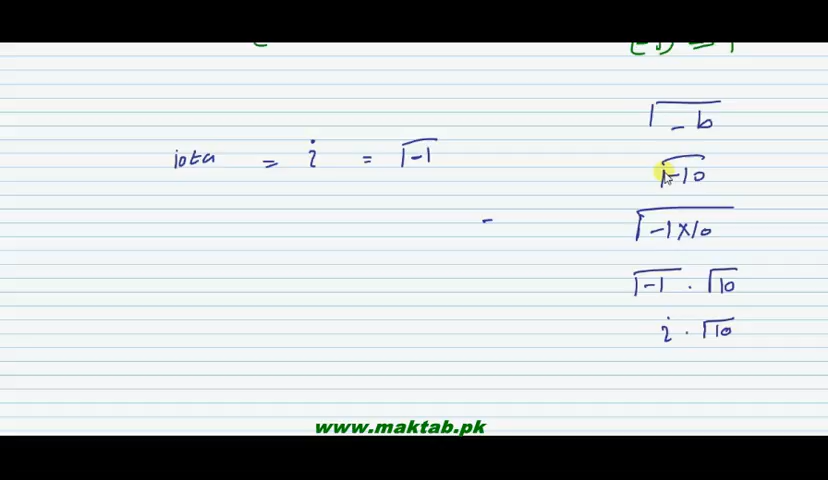 iota = i = √-1
√-b
√-10
√-1×10
√-1 . √10
i . √10
www.maktab.pk